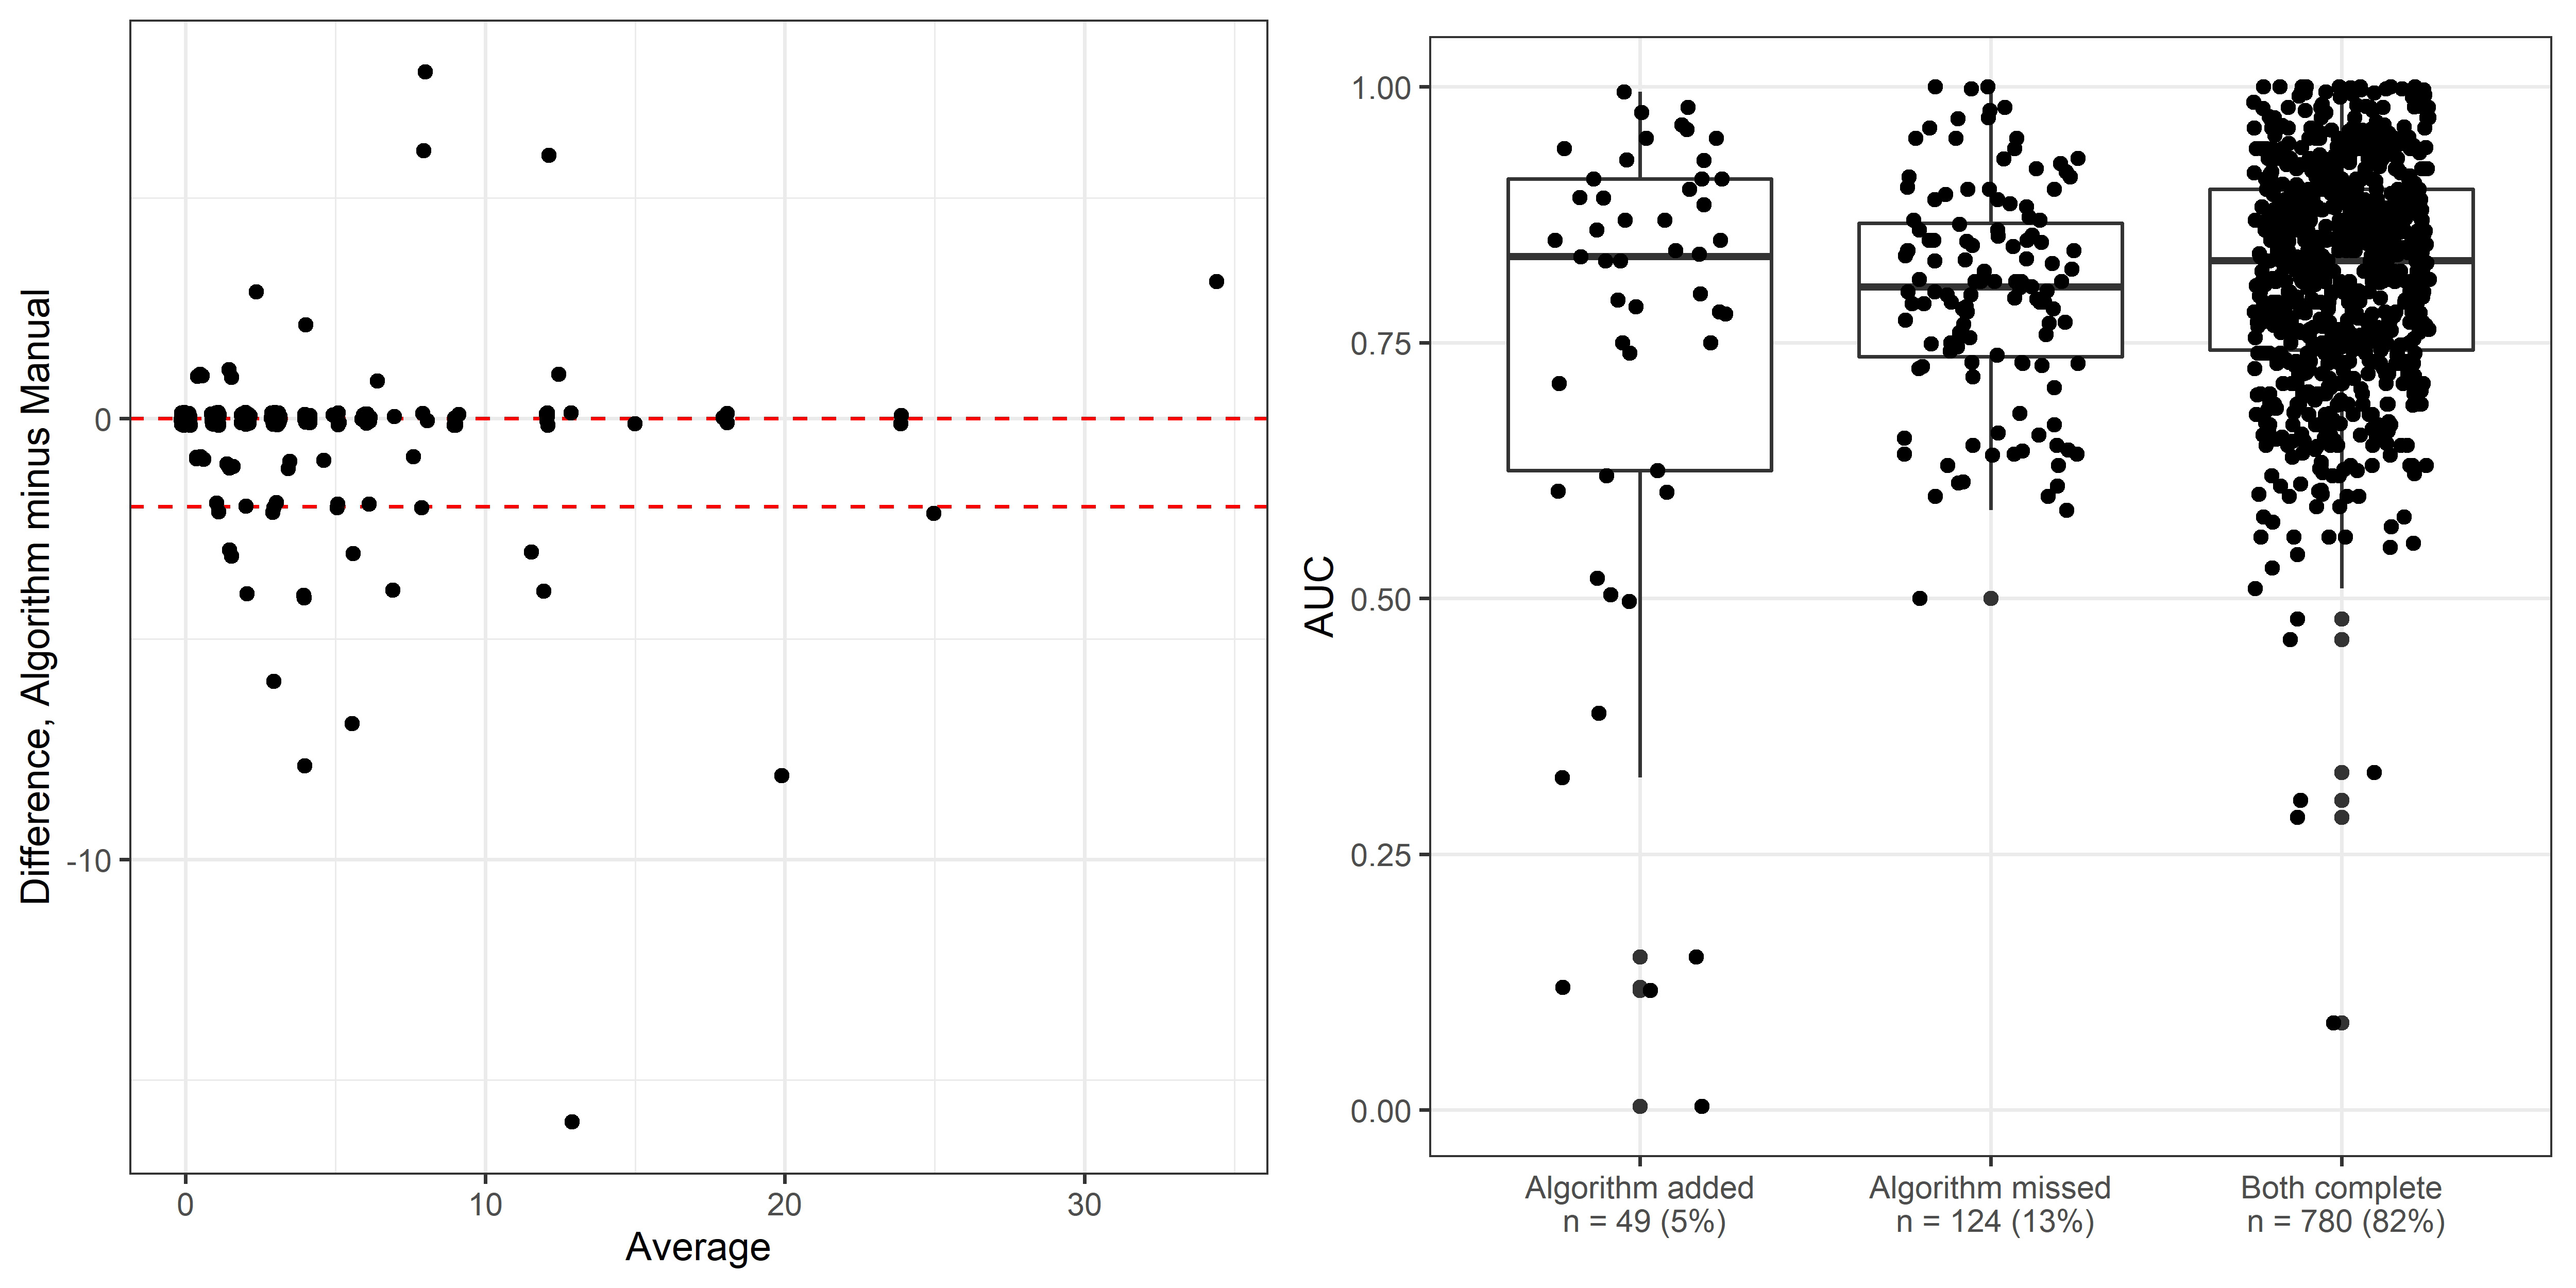 Difference, Algorithm minus Manual
0
-10
0
10
20
30
Average
AUC
1.00
0.75
0.50
0.25
0.00
Algorithm added
n = 49 (5%)
Algorithm missed
n = 124 (13%)
Both complete
n = 780 (82%)